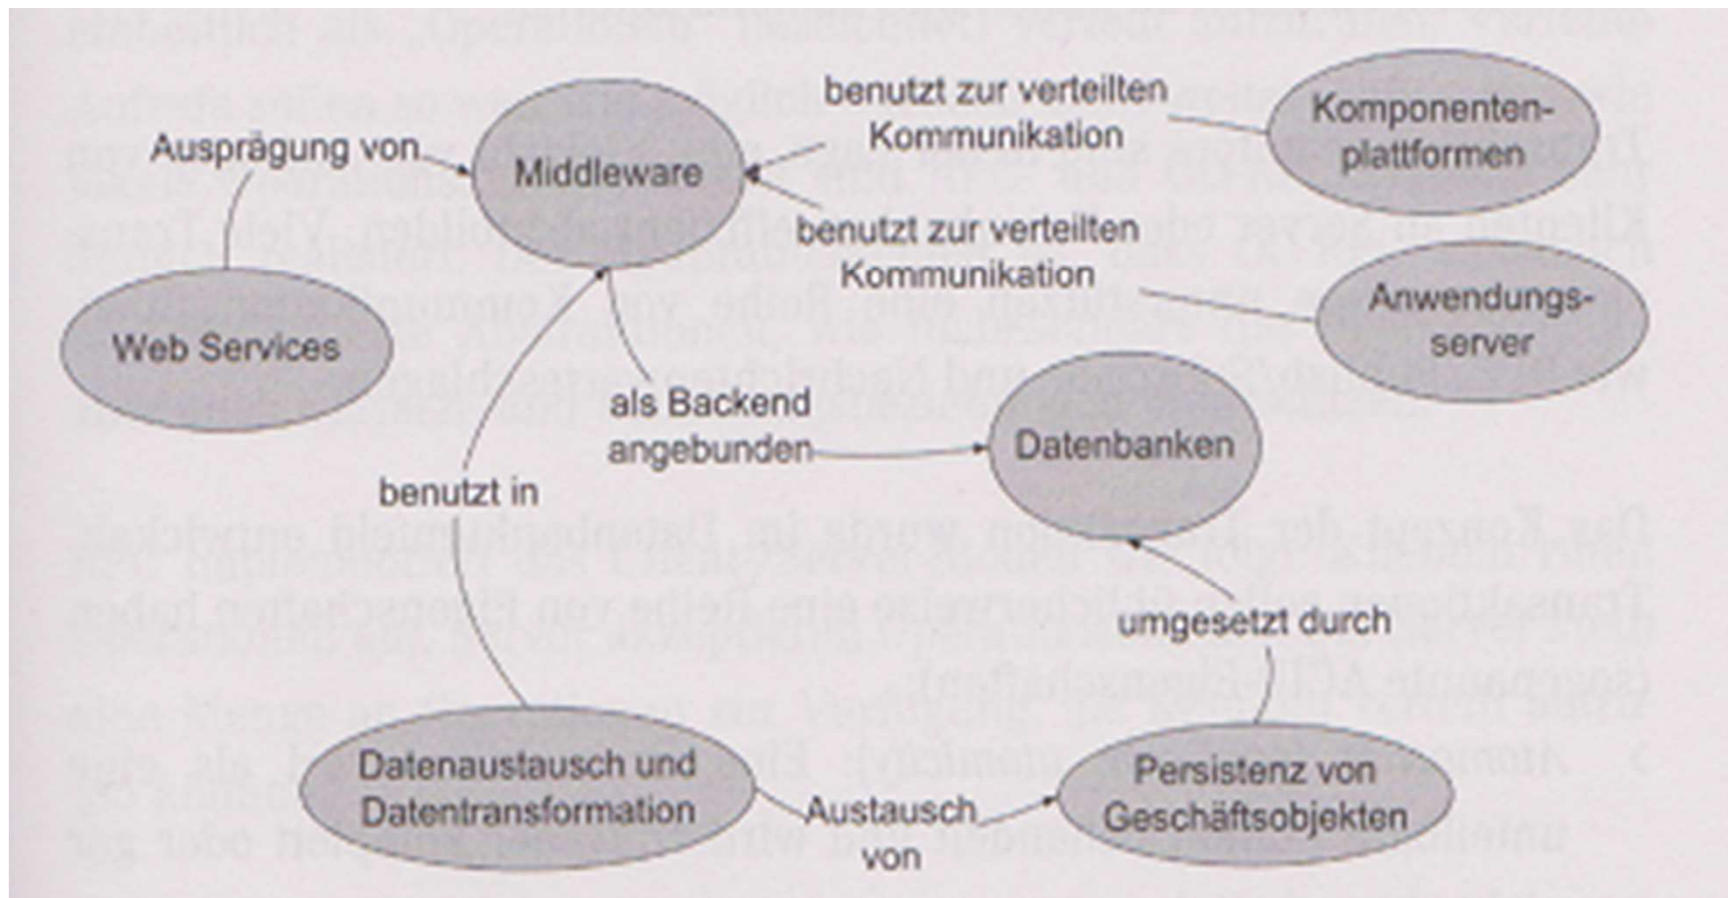 Ausprägung von
Middleware
benutzt zur verteilten
Kommunikation
Komponenten-
plattformen
benutzt zur verteilten
Kommunikation
Anwendungs-
server
Web Services
als Backend
angebunden
Datenbanken
benutzt in
umgesetzt durch
Datenaustausch und
Datentransformation
Austausch
von
Persistenz von
Geschäftsobjekten